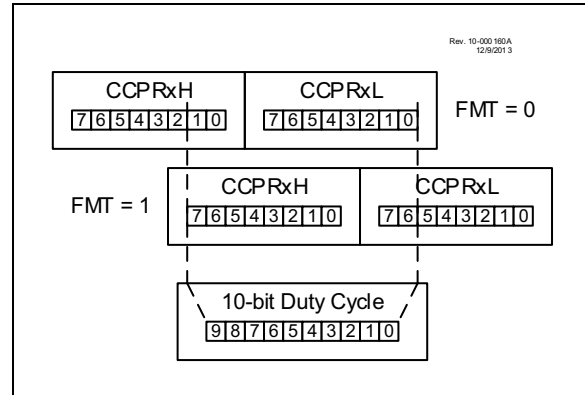 Rev. 10-000 160A
12/9/201 3
CCPRxH CCPRxL
7 6 5 4 3 2 1 0 7 6 5 4 3 2 1 0 FMT = 0
CCPRxH CCPRxL
FMT = 1 7 6 5 4 3 2 1 0 7 6 5 4 3 2 1 0
10-bit Duty Cycle
9 8 7 6 5 4 3 2 1 0